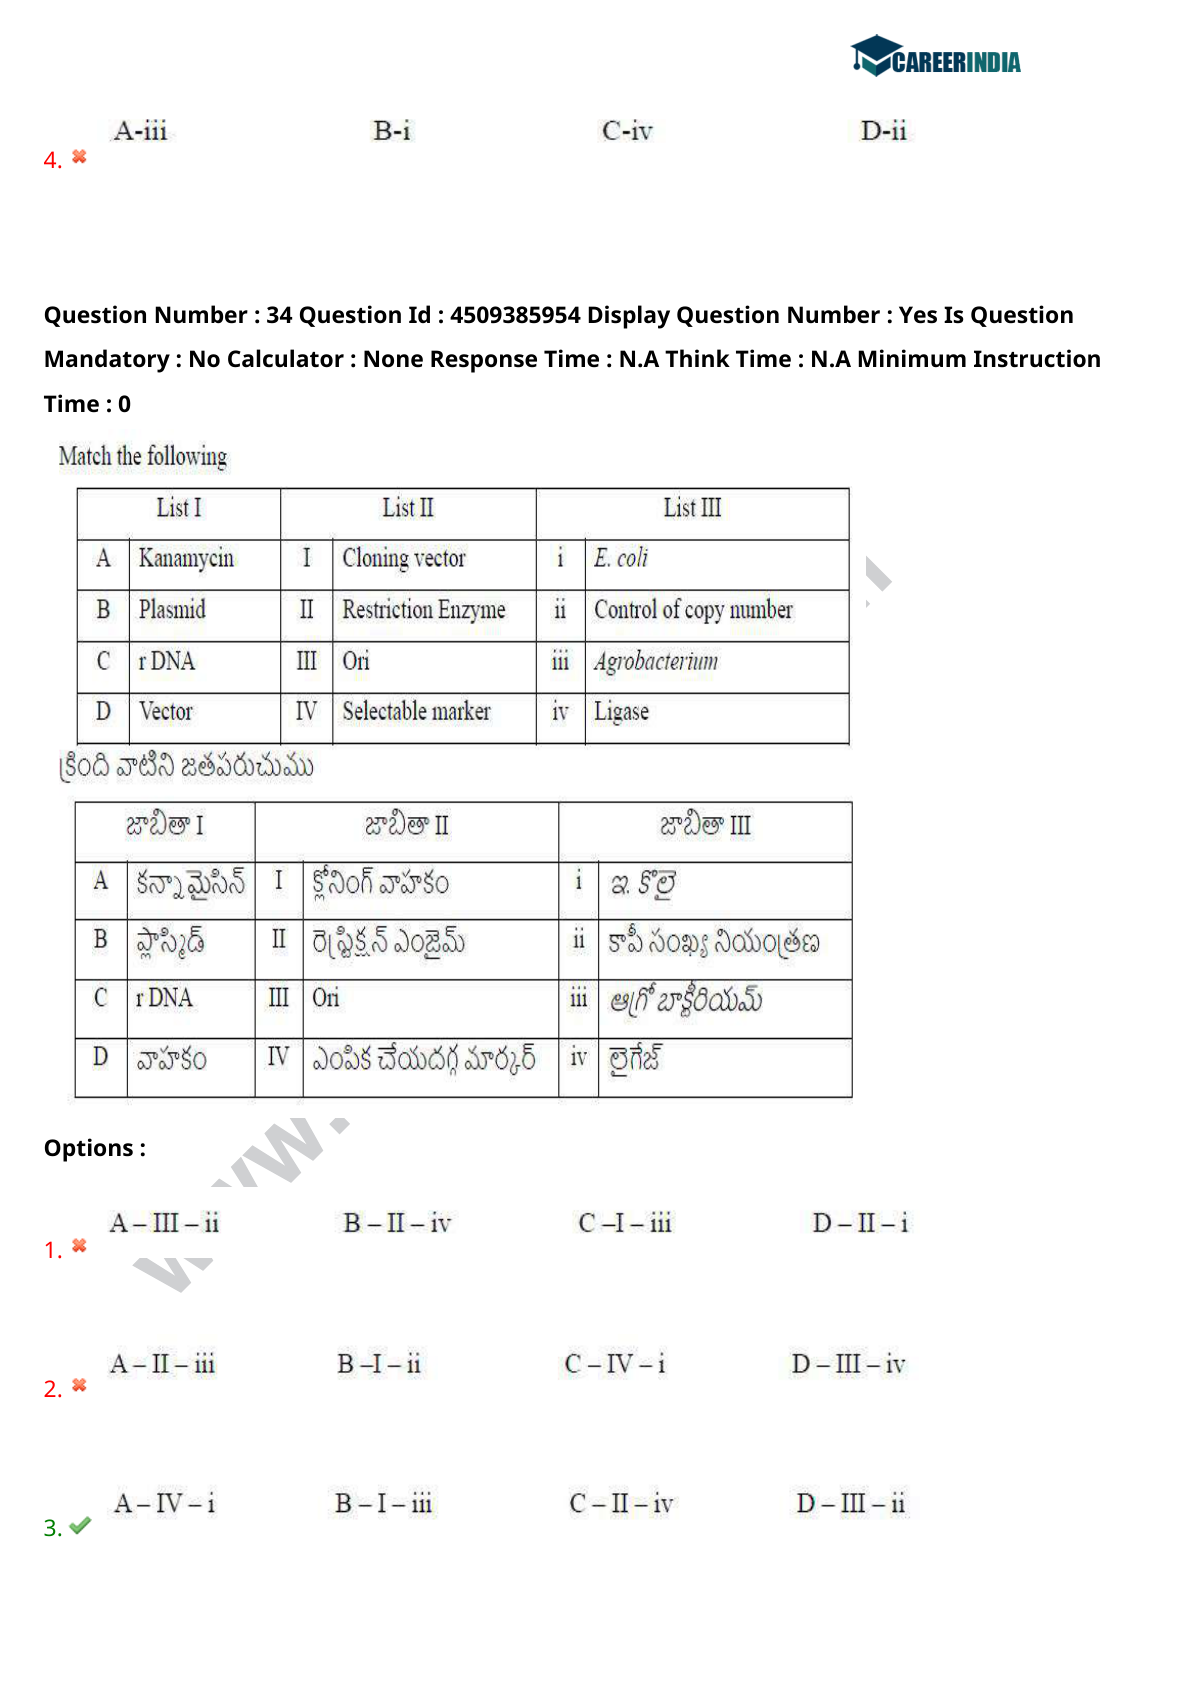 CAREERINDIA
A-iii B-i C-iv D-ii
4.
Question Number : 34 Question Id : 4509385954 Display Question Number : Yes Is Question
Mandatory : No Calculator : None Response Time : N.A Think Time : N.A Minimum Instruction
Time : 0
Match the following
List I List II List III
A Kanamycin I Cloning vector i E. coli
B Plasmid II Restriction Enzyme ii Control of copy number
C r DNA III Ori iii Agrobacterium
D Vector IV Selectable marker iv Ligase
క్రింది వాటిని జతపరుచుము
జాబితా I జాబితా II జాబితా III
A కన్నామైసిన్ I క్లోనింగ్ వాహకం i ఇ. కొలై
B ప్లాస్మిడ్ II రెస్ట్రిక్షన్ ఎంజైమ్ ii కాపీ సంఖ్య నియంత్రణ
C r DNA III Ori iii ఆగ్రోబాక్టీరియమ్
D వాహకం IV ఎంపిక చేయదగ్గ మార్కర్ iv లైగేజ్
Options :
A – III – ii B – II – iv C –I – iii D – II – i
1.
A – II – iii B –I – ii C – IV – i D – III – iv
2.
A – IV – i B – I – iii C – II – iv D – III – ii
3.